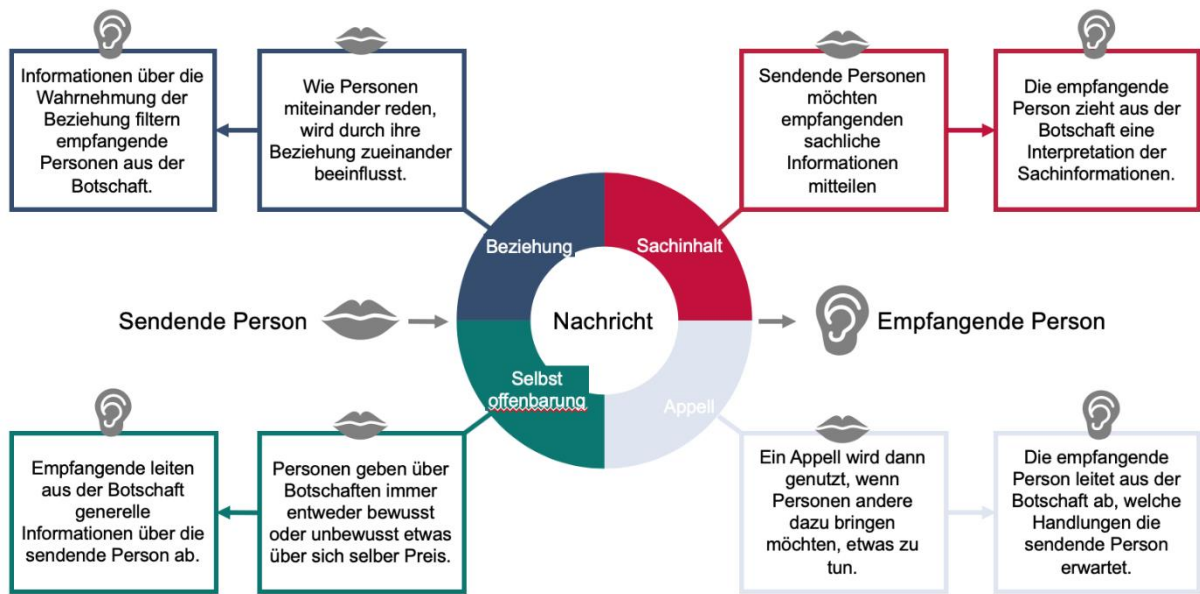 Informationen über die
Wahrnehmung der
Beziehung filtern
empfangende
Personen aus der
Botschaft.
Wie Personen
miteinander reden,
wird durch ihre
Beziehung zueinander
beeinflusst.
Sendende Personen
möchten
empfangenden
sachliche
Informationen
mitteilen
Die empfangende
Person zieht aus der
Botschaft eine
Interpretation der
Sachinformationen.
Beziehung
Sachinhalt
Sendende Person
Nachricht
Empfangende Person
Selbst
offenbarung
Appell
Empfangende leiten
aus der Botschaft
generelle
Informationen über die
sendende Person ab.
Personen geben über
Botschaften immer
entweder bewusst
oder unbewusst etwas
über sich selber Preis.
Ein Appell wird dann
genutzt, wenn
Personen andere
dazu bringen
möchten, etwas zu
tun.
Die empfangende
Person leitet aus der
Botschaft ab, welche
Handlungen die
sendende Person
erwartet.